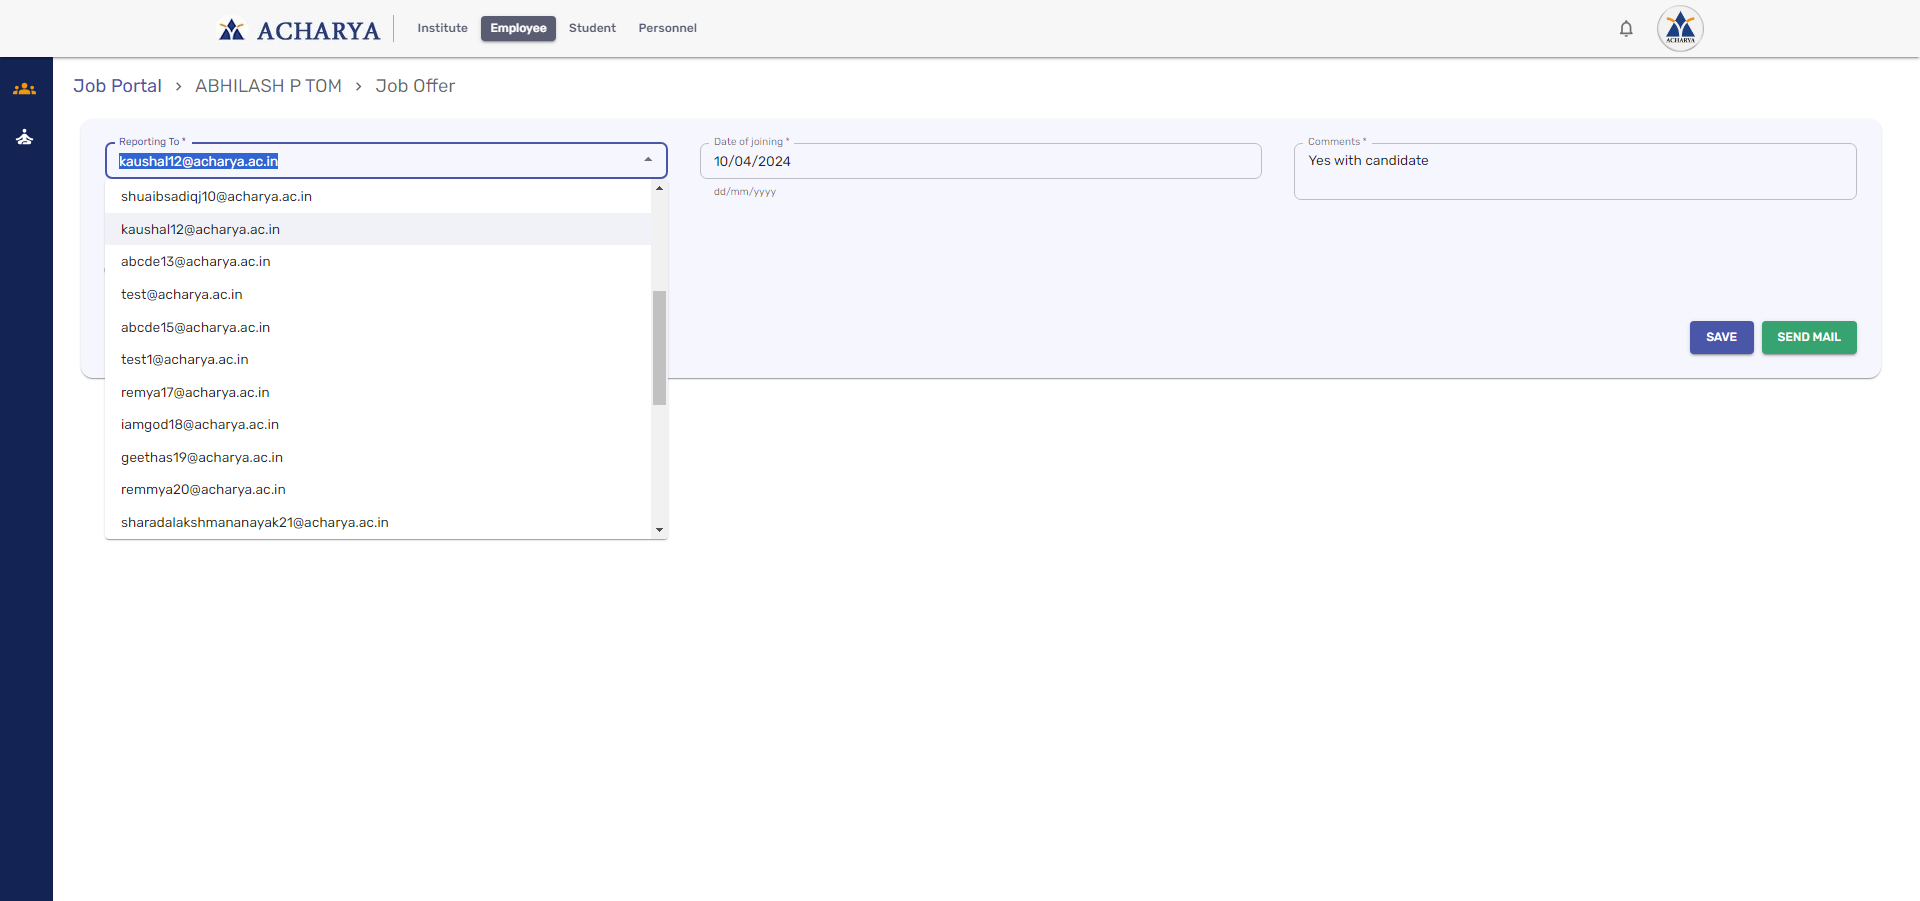 ACHARYA
Institute
Employee
Student
Personnel
ACHARYA
Job Portal › ABHILASH P TOM › Job Offer
Reporting To *
kaushal12@acharya.ac.in
Date of joining *
10/04/2024
dd/mm/yyyy
Comments *
Yes with candidate
shuaibsadiqj10@acharya.ac.in
kaushal12@acharya.ac.in
abcde13@acharya.ac.in
test@acharya.ac.in
abcde15@acharya.ac.in
test1@acharya.ac.in
remya17@acharya.ac.in
iamgod18@acharya.ac.in
geethas19@acharya.ac.in
remmya20@acharya.ac.in
sharadalakshmananayak21@acharya.ac.in
SAVE
SEND MAIL